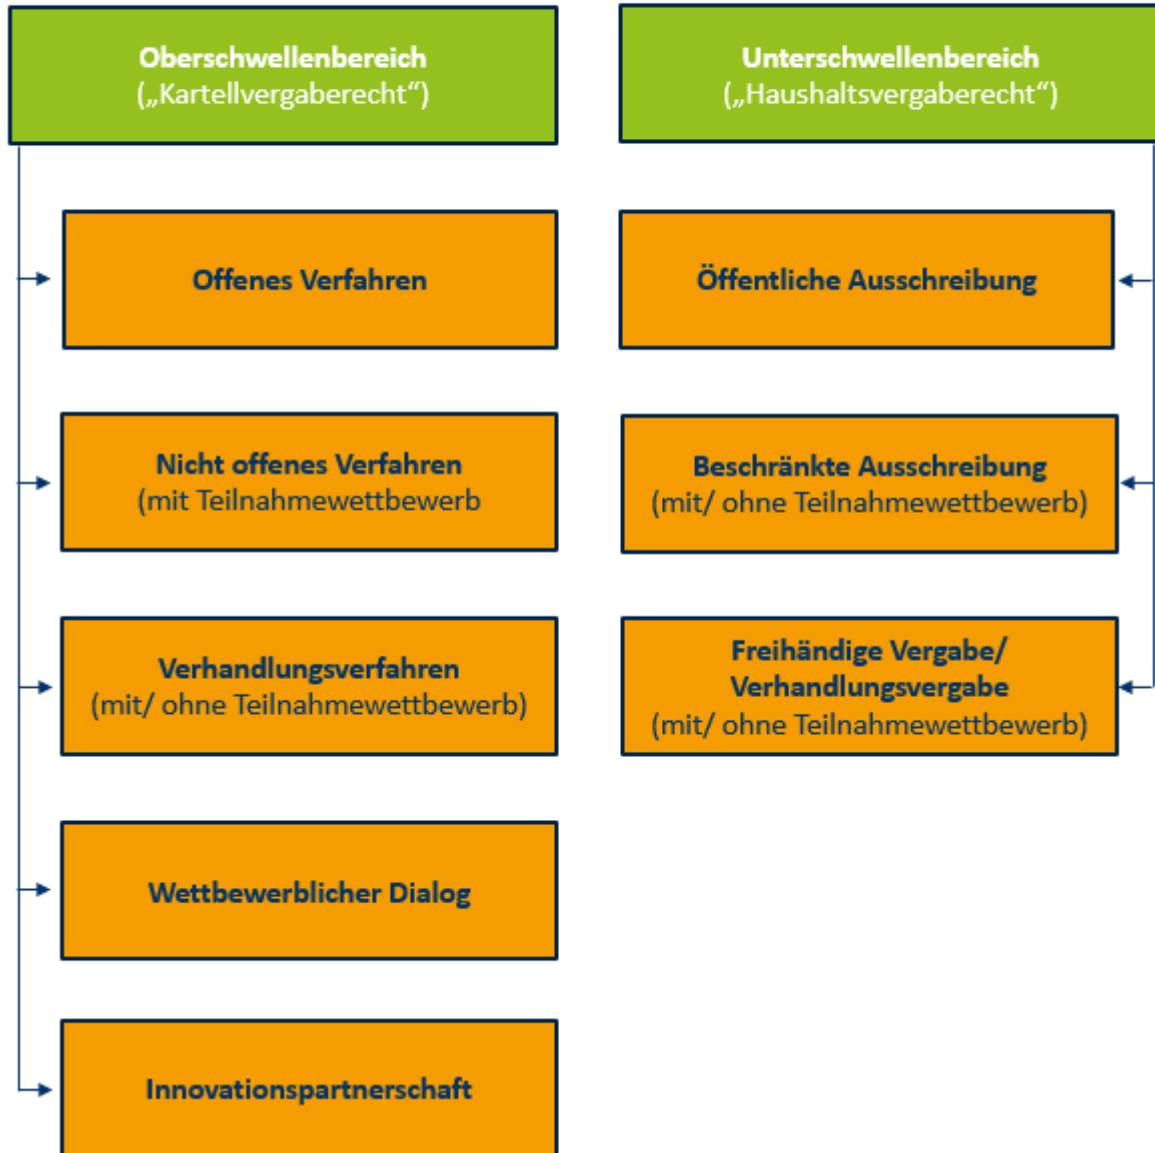 Oberschwellenbereich
(„Kartellvergaberecht“)
Offenes Verfahren
Nicht offenes Verfahren
(mit Teilnahmewettbewerb
Verhandlungsverfahren
(mit/ ohne Teilnahmewettbewerb)
Wettbewerblicher Dialog
Innovationspartnerschaft
Unterschwellenbereich
(„Haushaltsvergaberecht“)
Öffentliche Ausschreibung
Beschränkte Ausschreibung
(mit/ ohne Teilnahmewettbewerb)
Freihändige Vergabe/
Verhandlungsvergabe
(mit/ ohne Teilnahmewettbewerb)